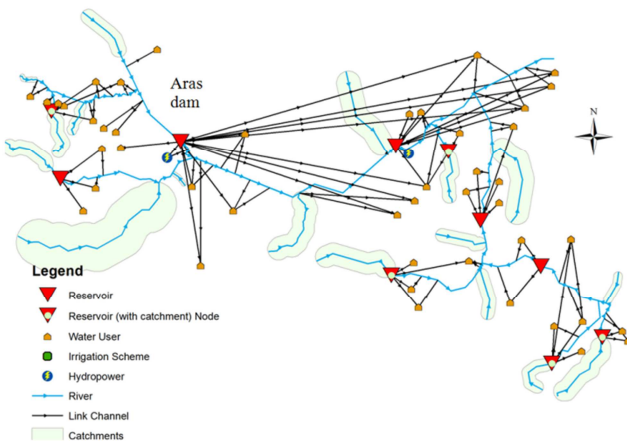 Aras
dam
N
Legend
Reservoir
Reservoir (with catchment) Node
Water User
Irrigation Scheme
Hydropower
River
Link Channel
Catchments